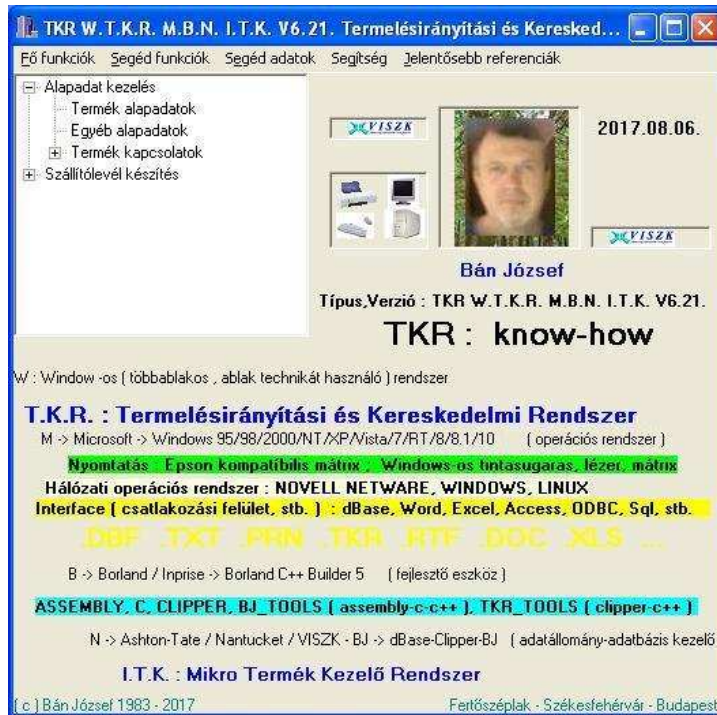 TKR W.T.K.R. M.B.N. I.T.K. V6.21. Termelésirányítási és Keresked...
Fő funkciók Segéd funkciók Segéd adatok Segítség Jelentősebb referenciák
Alapadat kezelés
Termék alapadatok
Egyéb alapadatok
Termék kapcsolatok
Szállítólevél készítés
VISZK
2017.08.06.
VISZK
Bán József
Típus,Verzió : TKR W.T.K.R. M.B.N. I.T.K. V6.21.
TKR : know-how
W : Window -os ( többablakos , ablak technikát használó ) rendszer
T.K.R. : Termelésirányítási és Kereskedelmi Rendszer
M -> Microsoft -> Windows 95/98/2000/NT/XP/Vista/7/RT/8/8.1/10 ( operációs rendszer )
Nyomtatás : Epson kompatíbilis mátrix ; Windows-os tintasugaras, lézer, mátrix
Hálózati operációs rendszer : NOVELL NETWARE, WINDOWS, LINUX
Interface ( csatlakozási felület, stb. ) : dBase, Word, Excel, Access, ODBC, Sql, stb.
.DBF .TXT .PRN .TKR .RTF .DOC .XLS ...
B -> Borland / Inprise -> Borland C++ Builder 5 ( fejlesztő eszköz )
ASSEMBLY, C, CLIPPER, BJ_TOOLS ( assembly-c-c++ ), TKR_TOOLS ( clipper-c++ )
N -> Ashton-Tate / Nantucket / VISZK - BJ -> dBase-Clipper-BJ ( adatállomány-adatbázis kezelő
I.T.K. : Mikro Termék Kezelő Rendszer
( c ) Bán József 1983 - 2017 Fertőszéplak - Székesfehérvár - Budapest